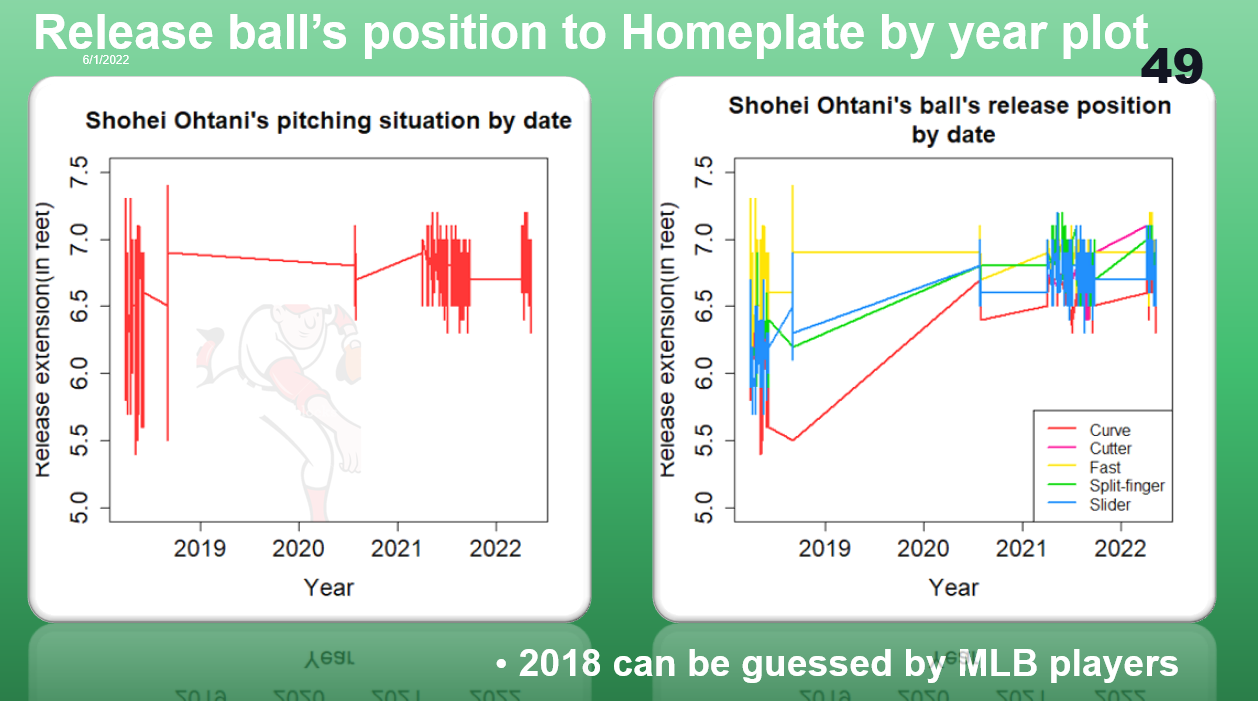 Release ball's position to Homeplate by year plot
6/1/2022
49
Shohei Ohtani's pitching situation by date
Release extension(in feet)
7.5
7.0
6.5
6.0
5.5
5.0
2019 2020 2021 2022
Year
Shohei Ohtani's ball's release position
by date
Release extension(in feet)
7.5
7.0
6.5
6.0
5.5
5.0
Curve
Cutter
Fast
Split-finger
Slider
2019 2020 2021 2022
Year
• 2018 can be guessed by MLB players